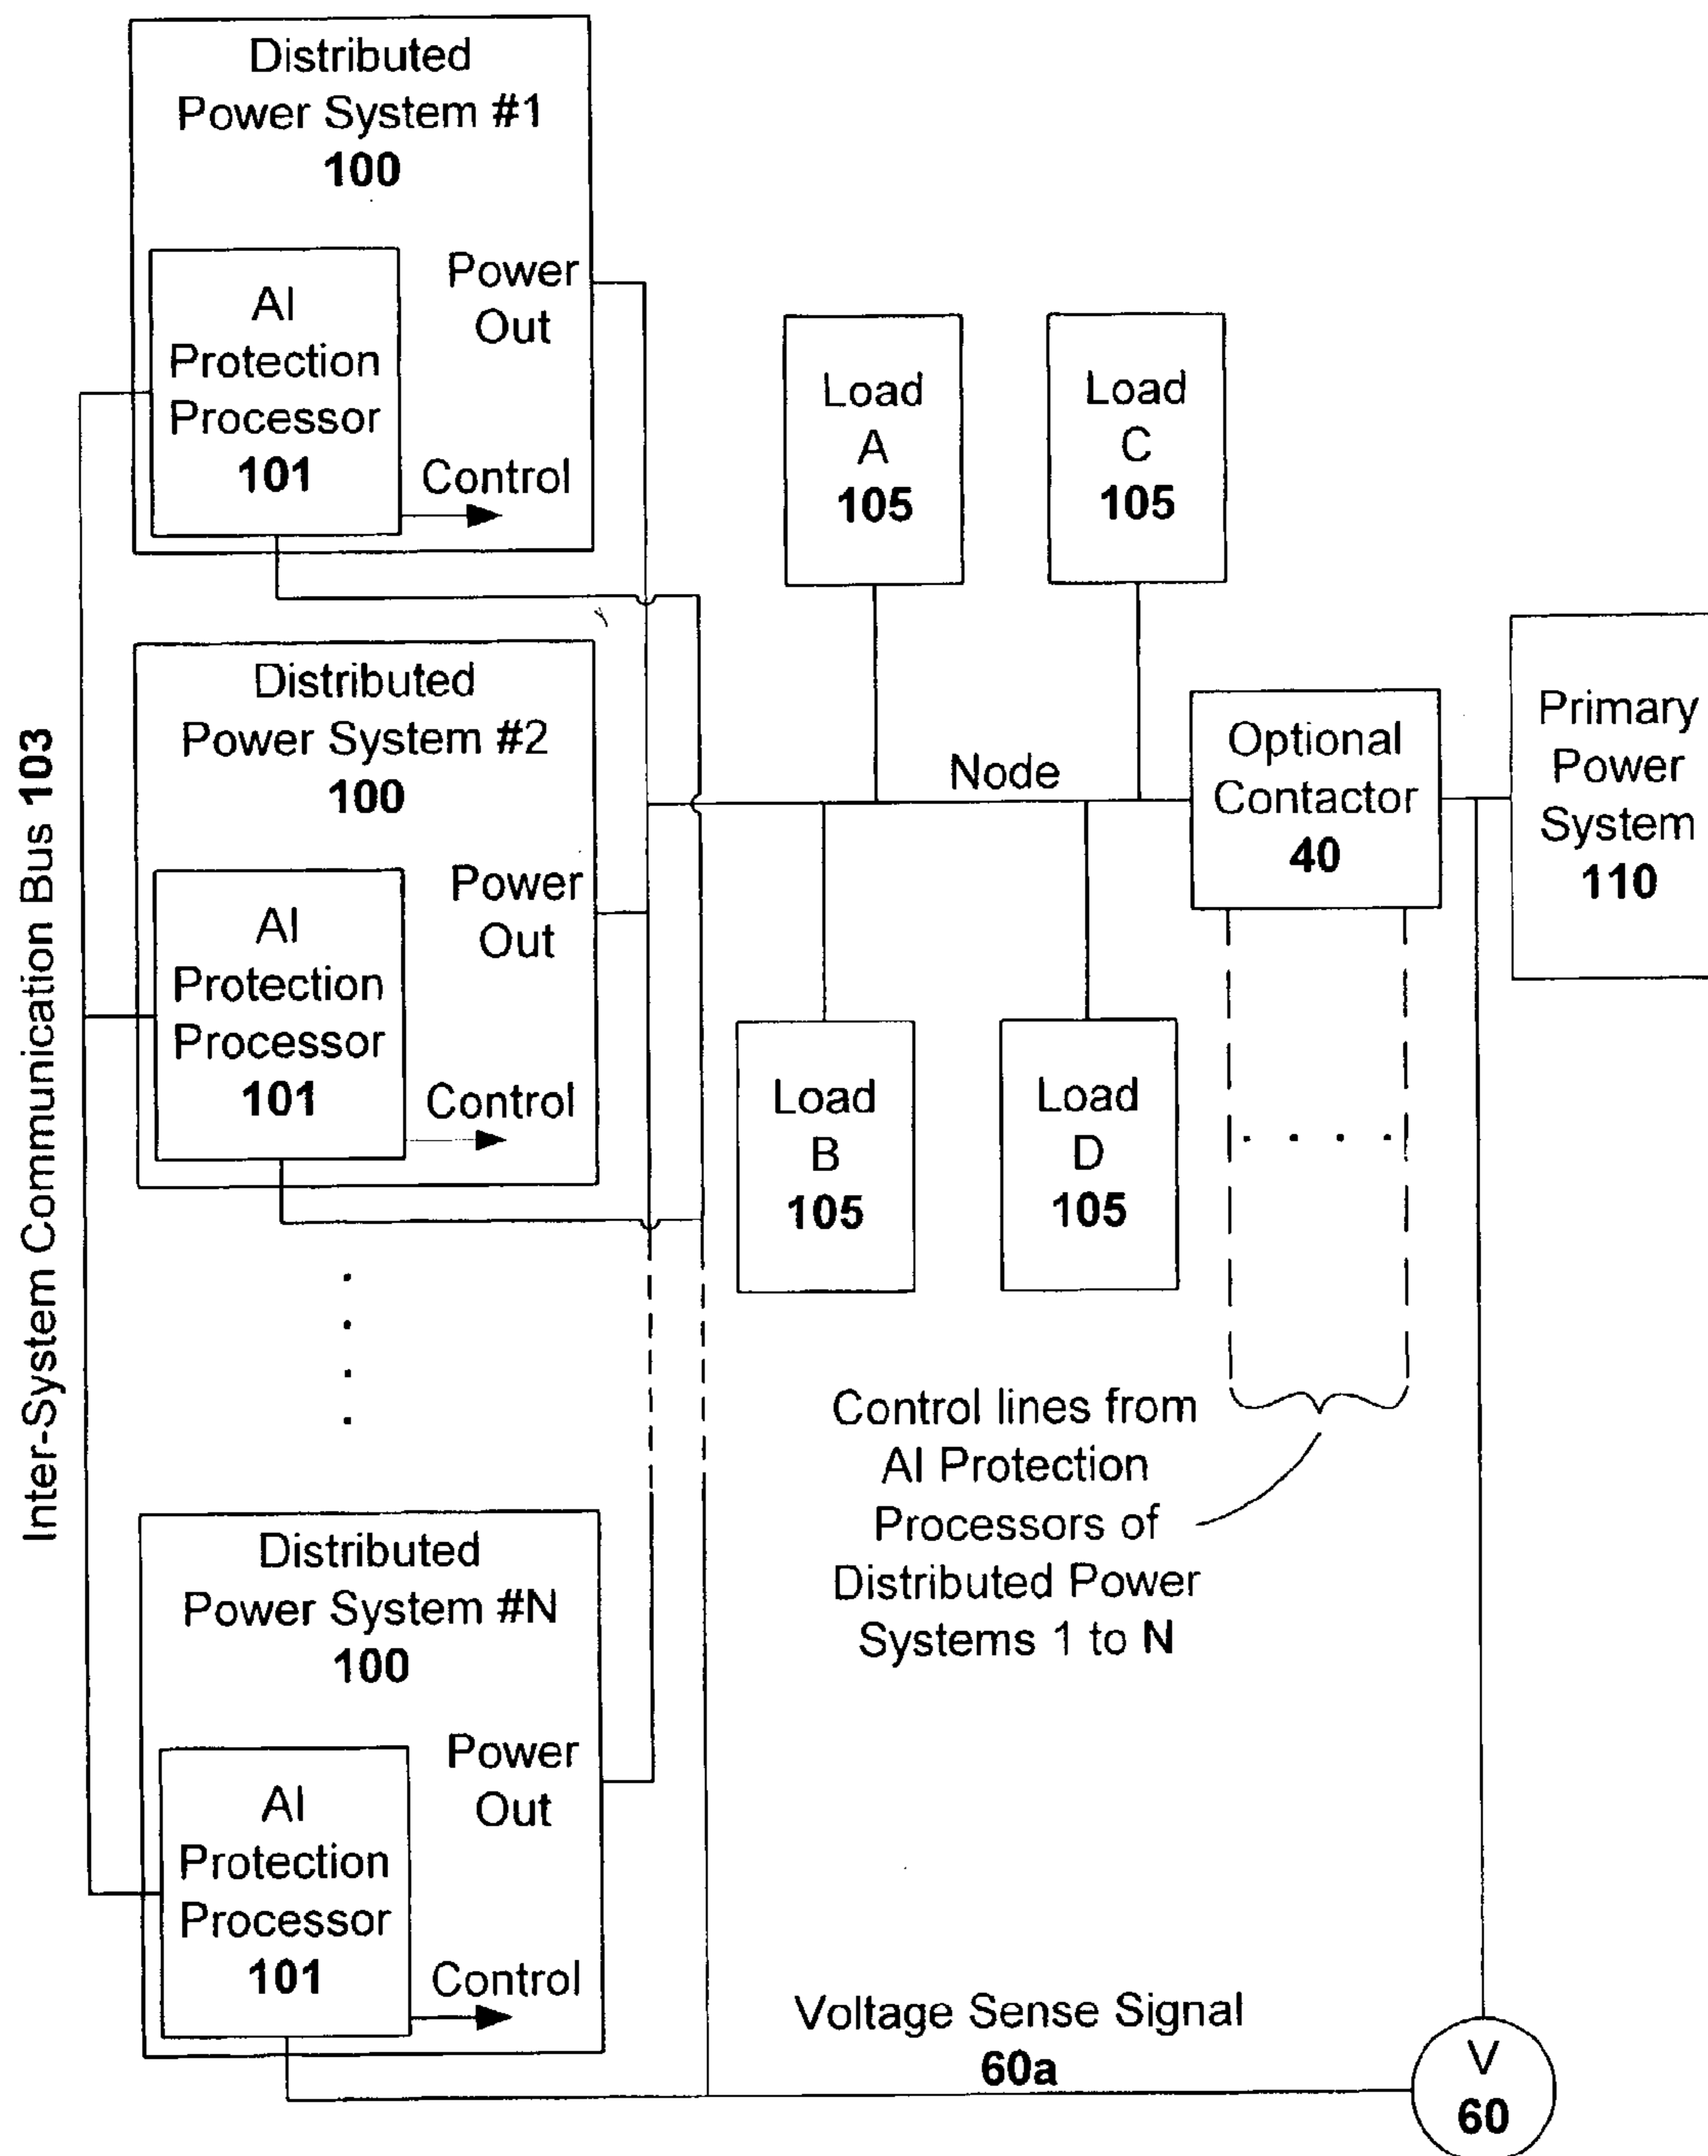 Inter-System Communication Bus 103
Distributed
Power System #1
100
AI
Protection
Processor
101
Power
Out
Control
Distributed
Power System #2
100
AI
Protection
Processor
101
Power
Out
Control
Distributed
Power System #N
100
AI
Protection
Processor
101
Power
Out
Control
Load
A
105
Load
C
105
Node
Load
B
105
Load
D
105
Optional
Contactor
40
Primary
Power
System
110
Control lines from
AI Protection
Processors of
Distributed Power
Systems 1 to N
Voltage Sense Signal
60a
V
60